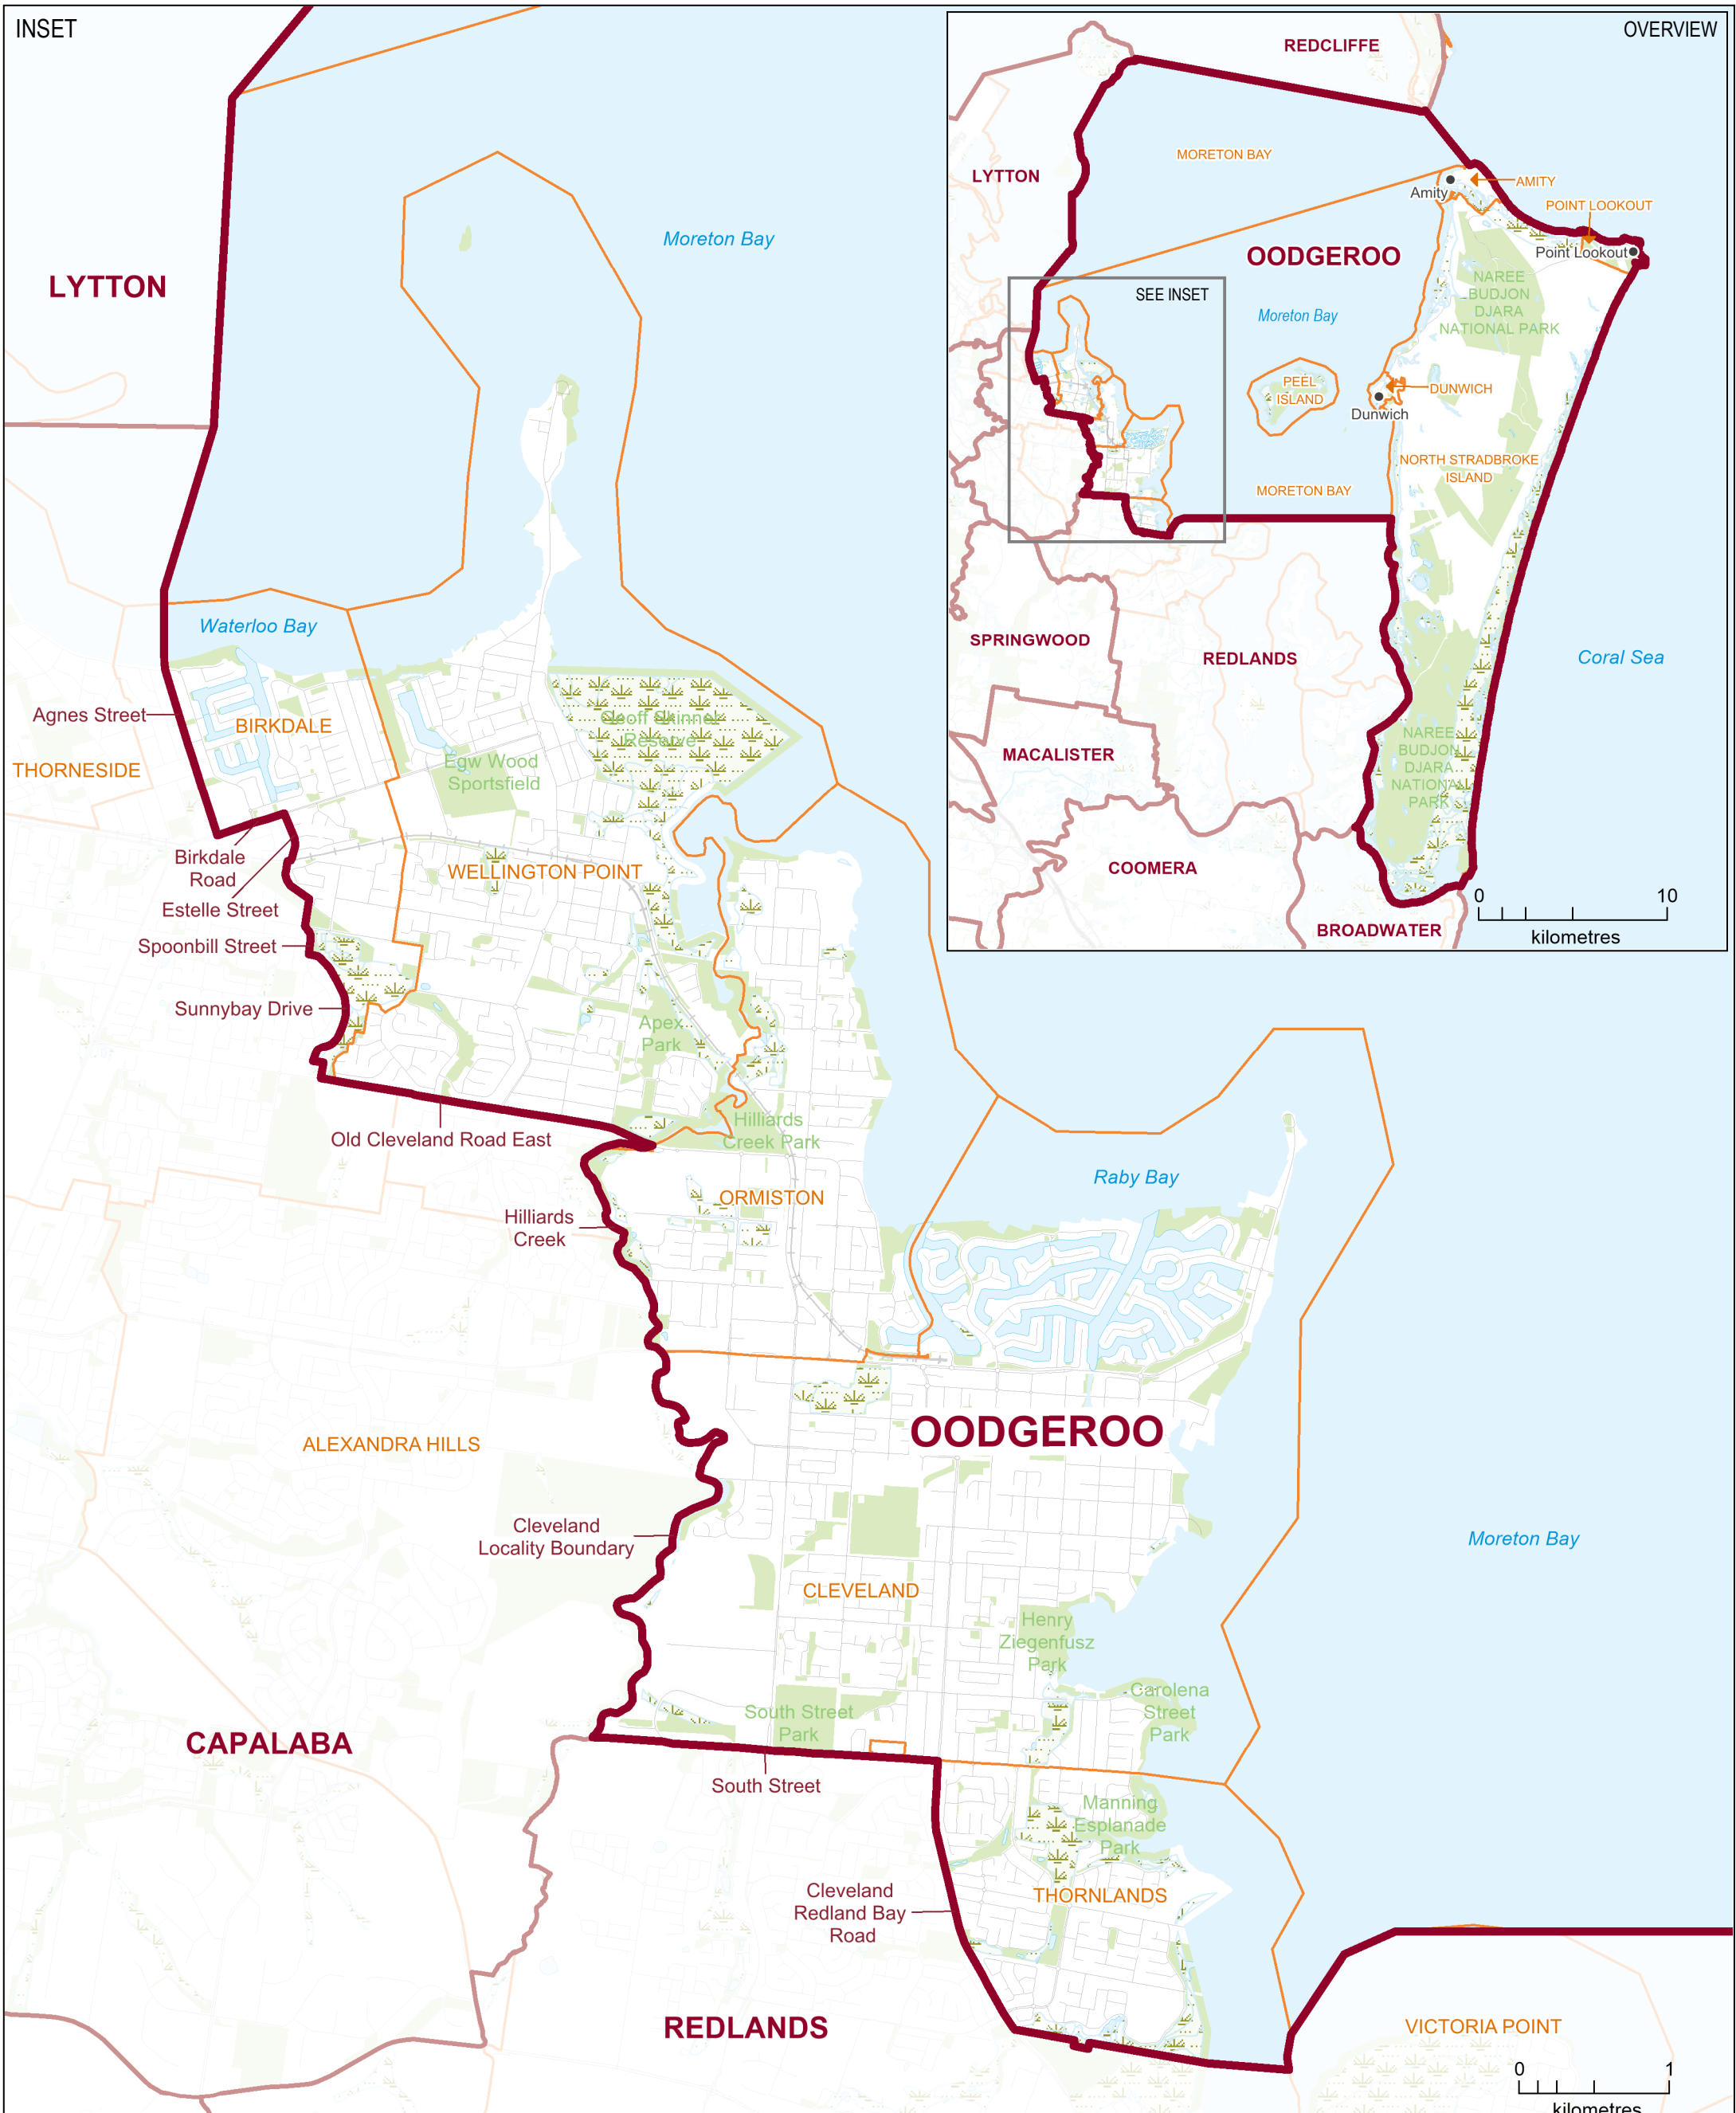 INSET
OVERVIEW
REDCLIFFE
MORETON BAY
LYTTON
Amity
AMITY
POINT LOOKOUT
OODGEROO
Point Lookout
NAREE
BUDJON
DJARA
NATIONAL PARK
SEE INSET
Moreton Bay
PEEL
ISLAND
DUNWICH
Dunwich
NORTH STRADBROKE
ISLAND
MORETON BAY
SPRINGWOOD
REDLANDS
Coral Sea
NAREE
BUDJON
DJARA
NATIONAL
PARK
MACALISTER
COOMERA
BROADWATER
0 10
kilometres
Moreton Bay
LYTTON
Waterloo Bay
Agnes Street
BIRKDALE
THORNESIDE
Geoff Skinner
Reserve
Egw Wood
Sportsfield
Birkdale
Road
WELLINGTON POINT
Estelle Street
Spoonbill Street
Sunnybay Drive
Apex
Park
Hilliards
Creek Park
Old Cleveland Road East
Raby Bay
ORMISTON
Hilliards
Creek
OODGEROO
ALEXANDRA HILLS
Cleveland
Locality Boundary
Moreton Bay
CLEVELAND
Henry
Ziegenfusz
Park
Carolena
Street
Park
South Street
Park
CAPALABA
South Street
Manning
Esplanade
Park
THORNLANDS
Cleveland
Redland Bay
Road
REDLANDS
VICTORIA POINT
0 1
kilometres